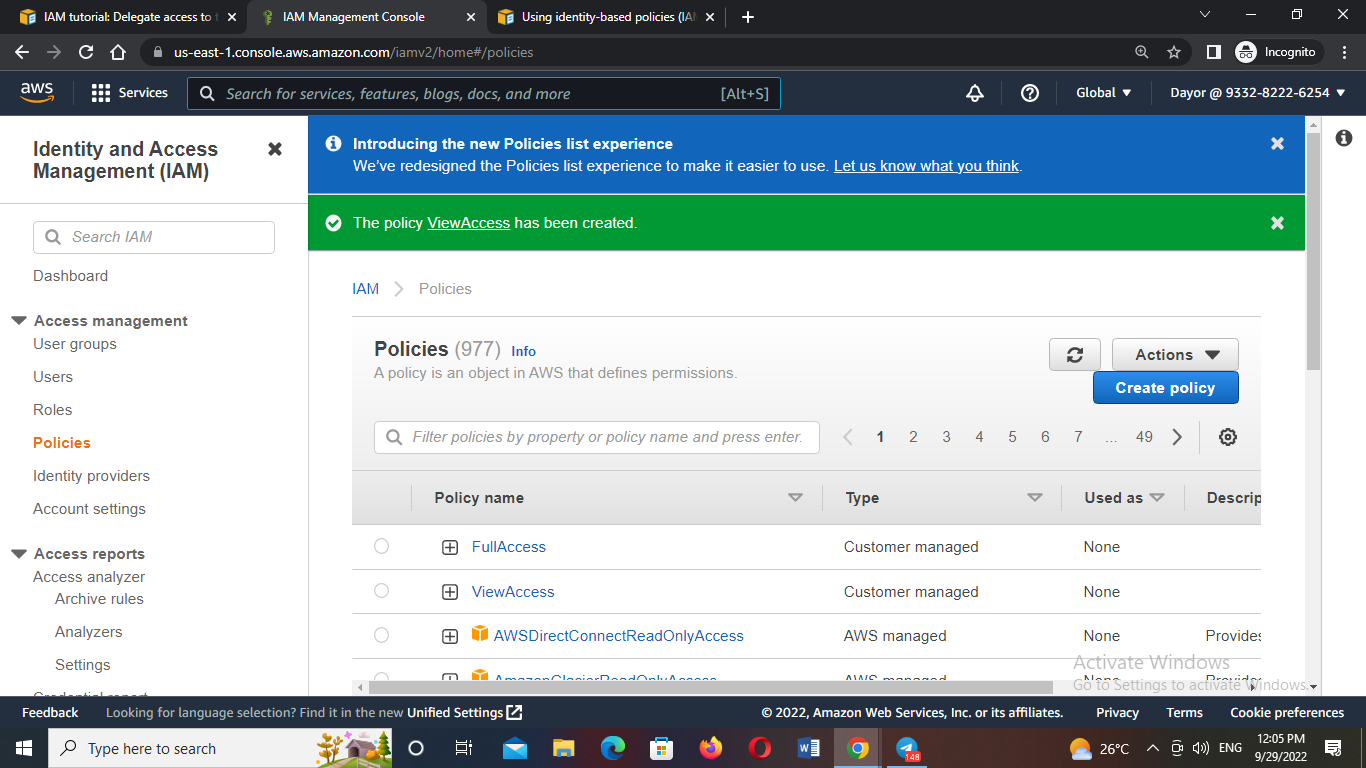 IAM tutorial: Delegate access to t
IAM Management Console
Using identity-based policies (IAM
us-east-1.console.aws.amazon.com/iamv2/home#/policies
Incognito
aws
Services
Search for services, features, blogs, docs, and more [Alt+S]
Global
Dayor @ 9332-8222-6254
Identity and Access
Management (IAM)
Search IAM
Dashboard
Access management
User groups
Users
Roles
Policies
Identity providers
Account settings
Access reports
Access analyzer
Archive rules
Analyzers
Settings
Credential report
Introducing the new Policies list experience
We've redesigned the Policies list experience to make it easier to use. Let us know what you think.
The policy ViewAccess has been created.
IAM > Policies
Policies (977) Info
A policy is an object in AWS that defines permissions.
Actions
Create policy
Filter policies by property or policy name and press enter.
1 2 3 4 5 6 7 ... 49
Policy name Type Used as Descrip
FullAccess Customer managed None
ViewAccess Customer managed None
AWSDirectConnectReadOnlyAccess AWS managed None Provides
AmazonGlacierReadOnlyAccess AWS managed None Provides
Activate Windows
Go to Settings to activate Windows.
Feedback Looking for language selection? Find it in the new Unified Settings
© 2022, Amazon Web Services, Inc. or its affiliates. Privacy Terms Cookie preferences
Type here to search
148
26°C
ENG
12:05 PM
9/29/2022